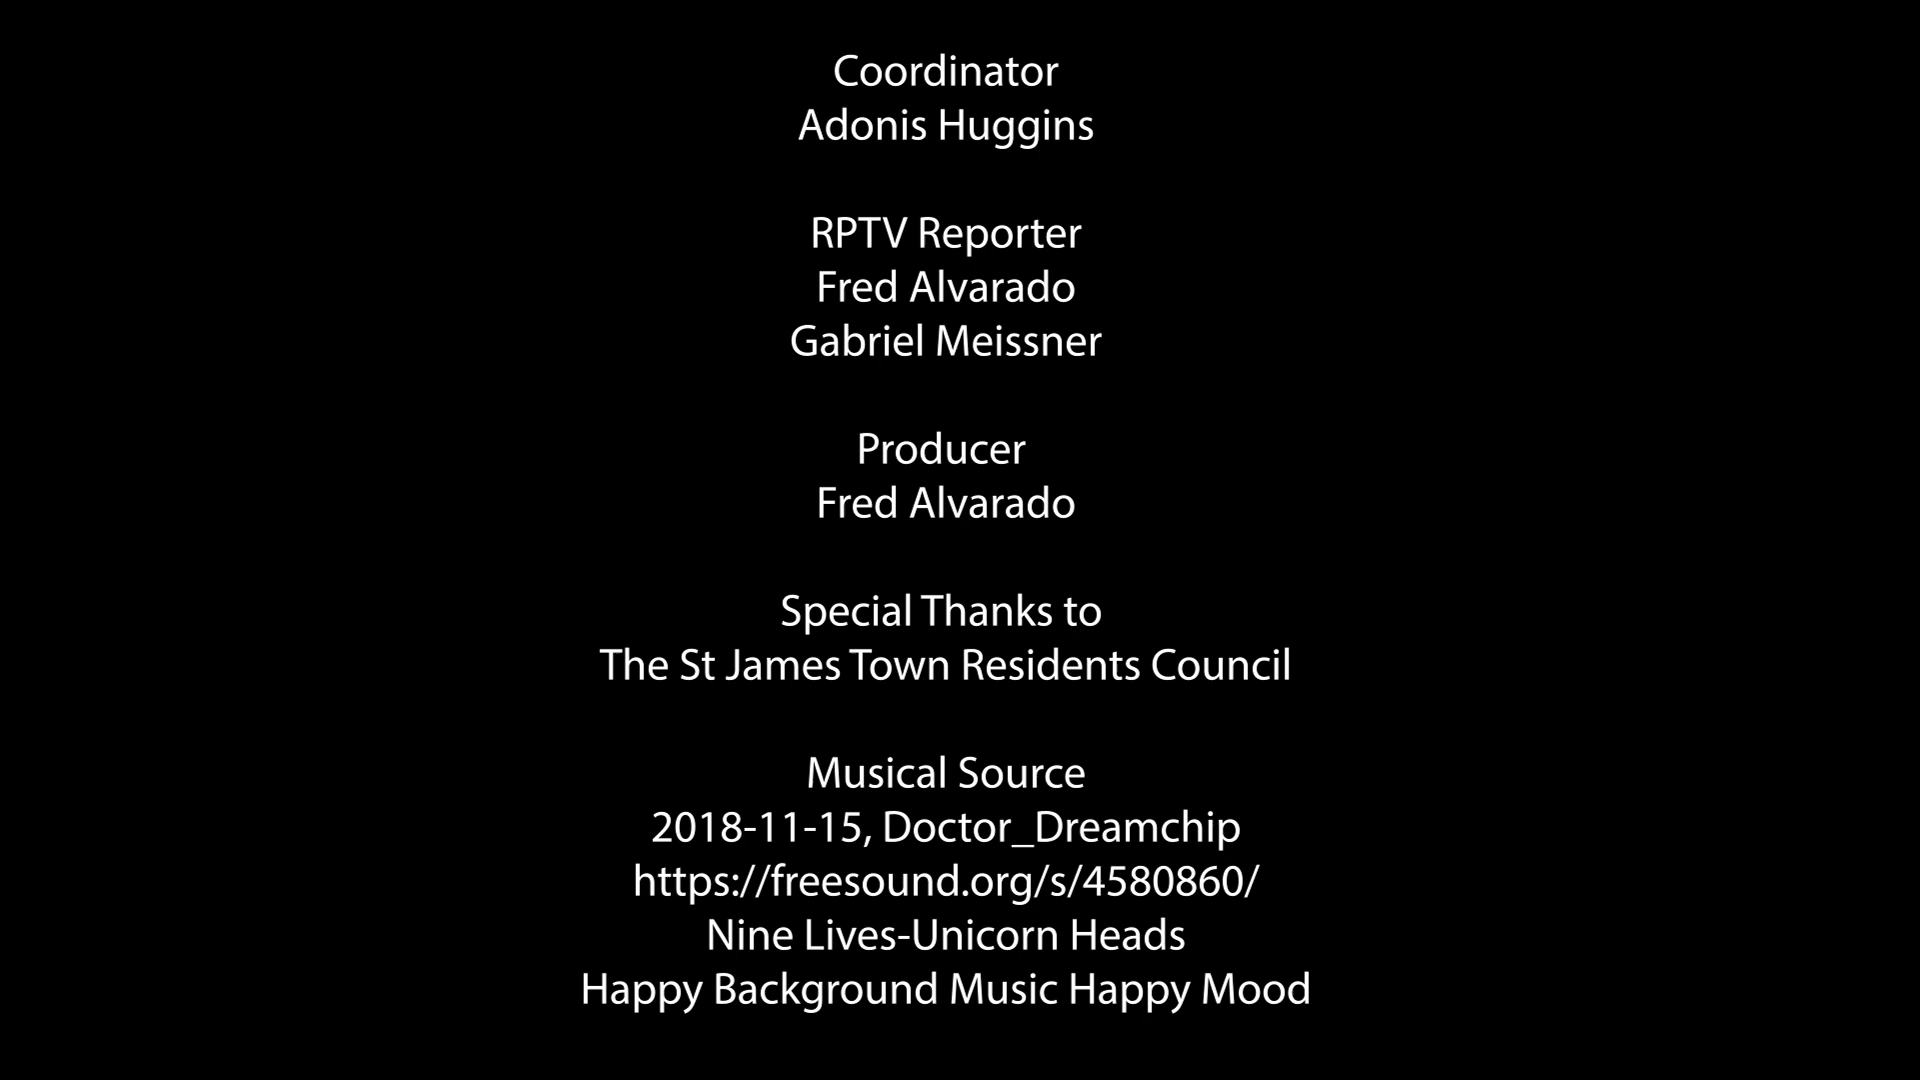 Coordinator
Adonis Huggins
RPTV Reporter
Fred Alvarado
Gabriel Meissner
Producer
Fred Alvarado
Special Thanks to
The St James Town Residents Council
Musical Source
2018-11-15, Doctor_Dreamchip
https://freesound.org/s/4580860/
Nine Lives-Unicorn Heads
Happy Background Music Happy Mood